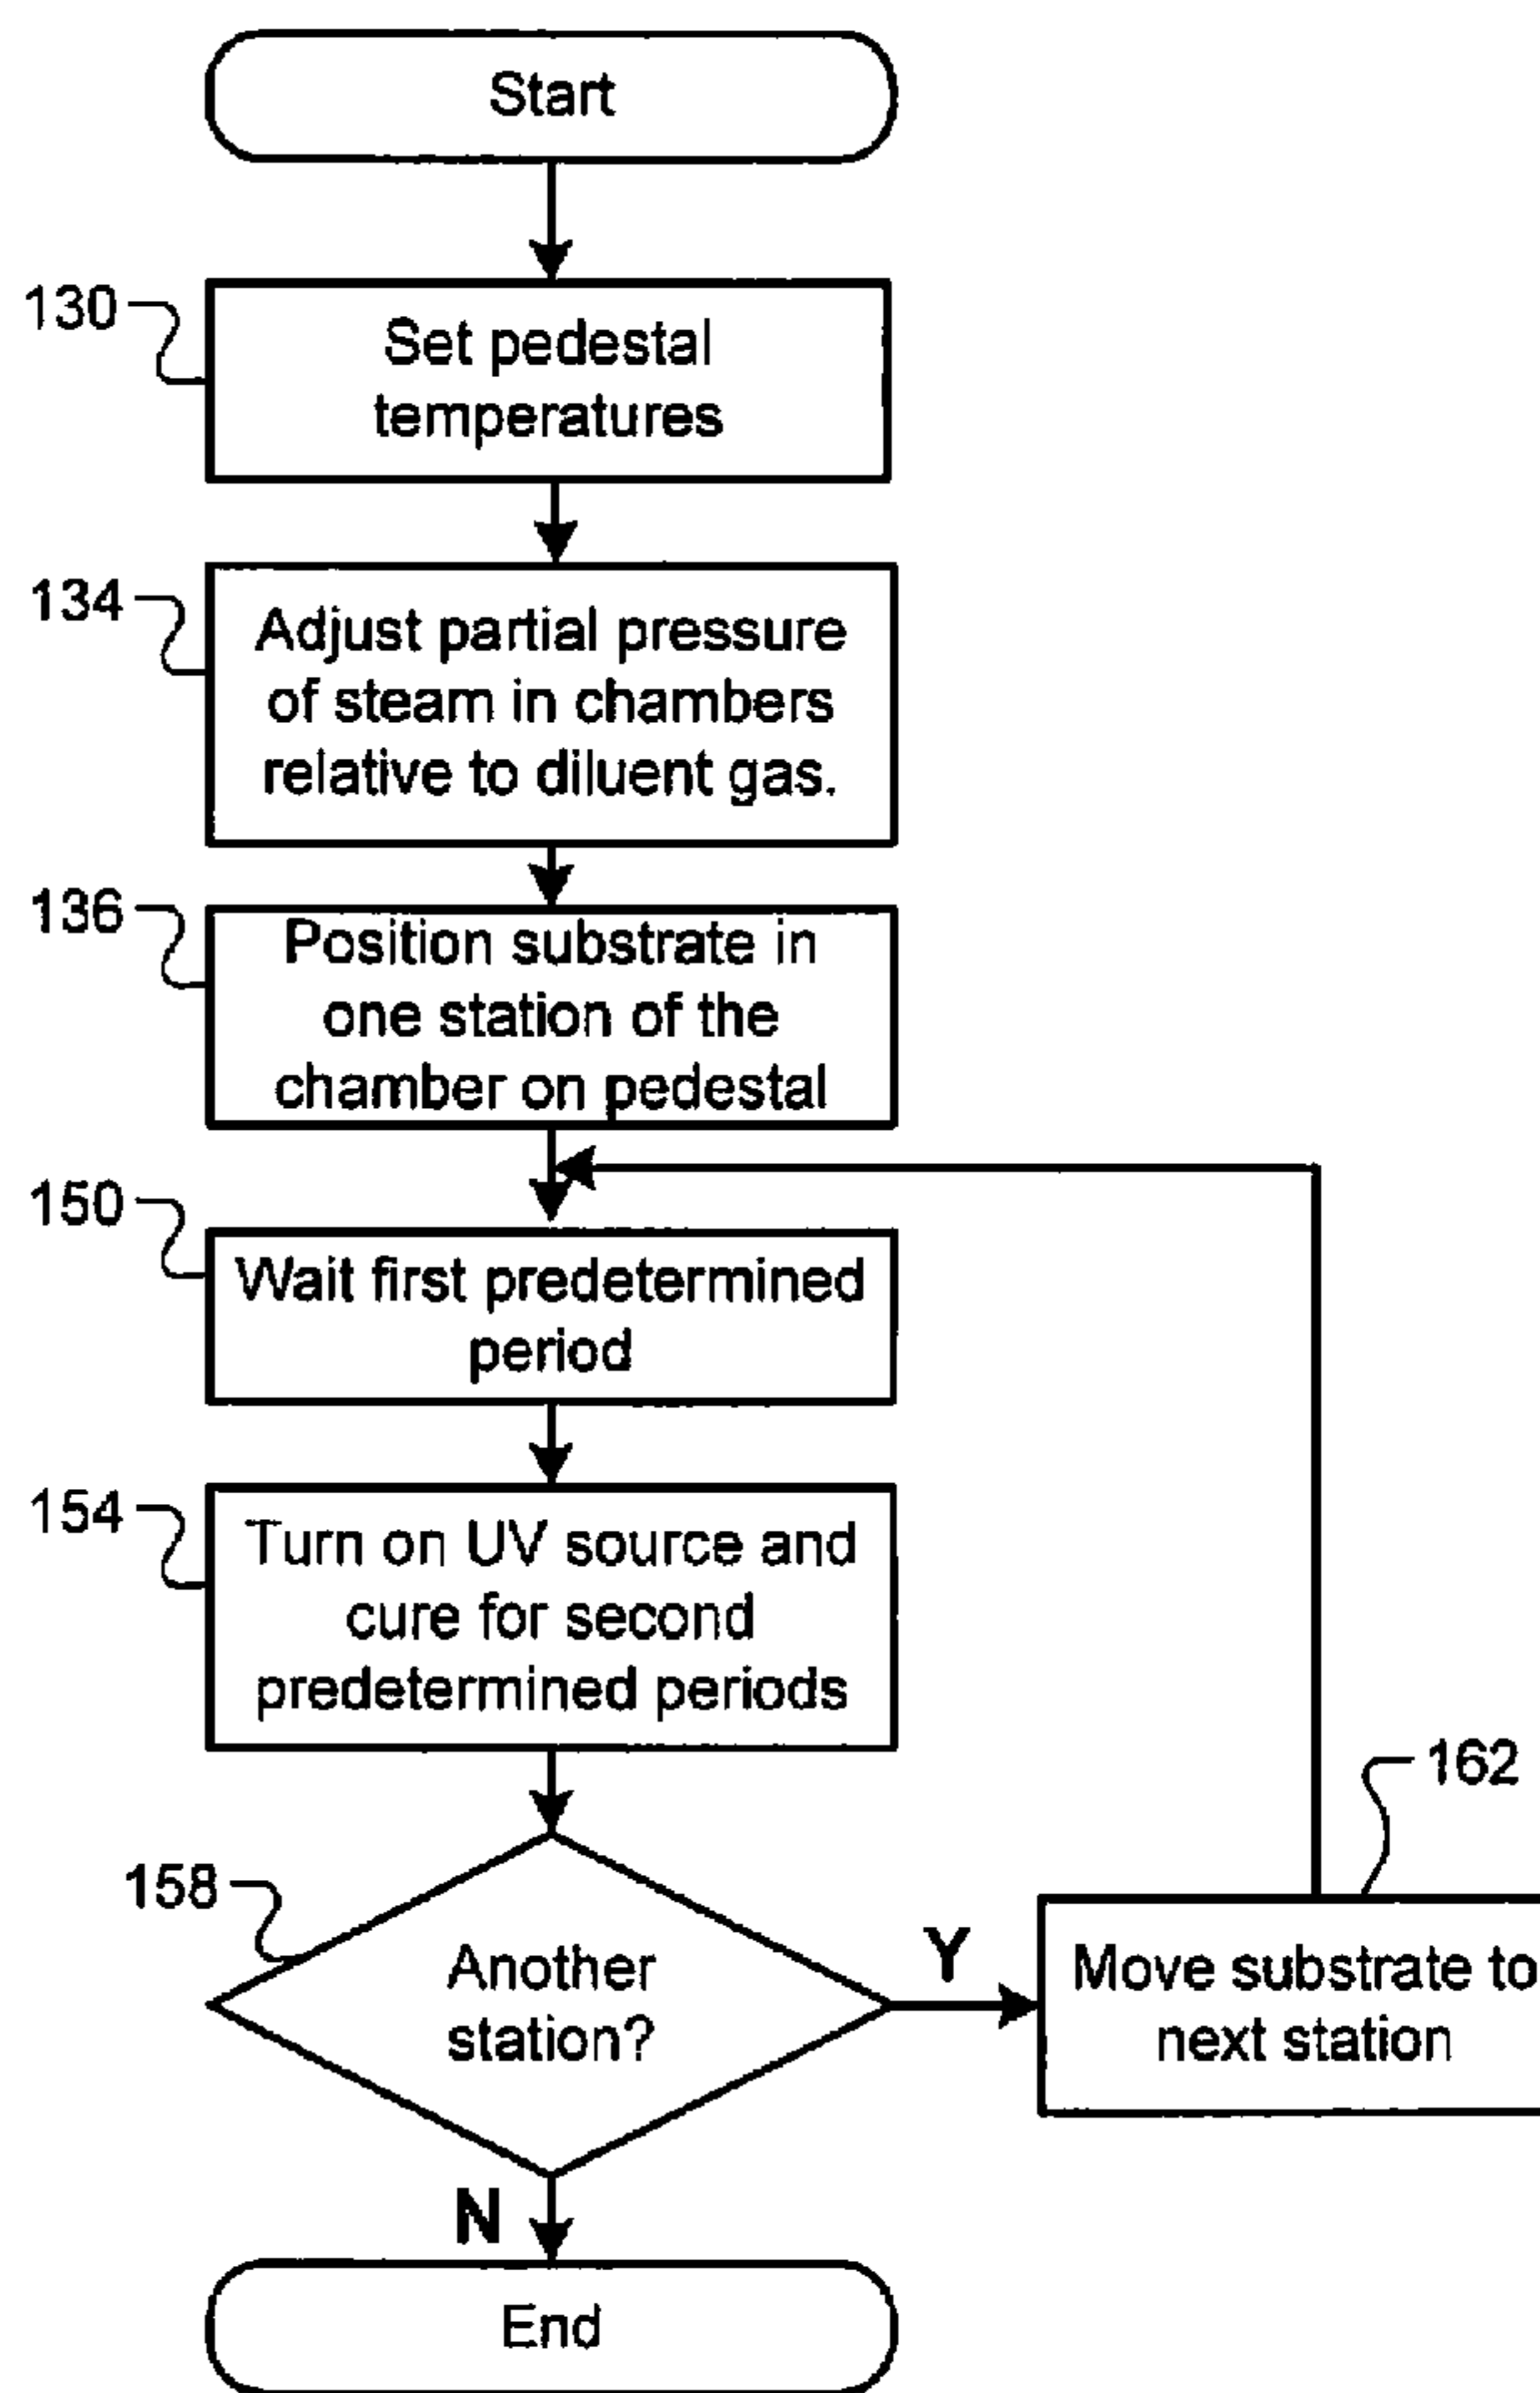 Start
130
Set pedestal
temperatures
134
Adjust partial pressure
of steam in chambers
relative to diluent gas.
136
Position substrate in
one station of the
chamber on pedestal
150
Wait first predetermined
period
154
Turn on UV source and
cure for second
predetermined periods
158
Another
station?
Y
162
Move substrate to
next station
N
End